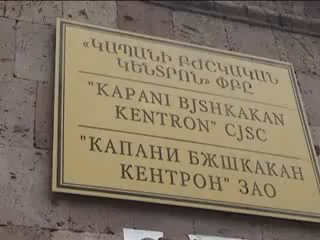 «ԿԱՊԱՆԻ ԲԺՇԿԱԿԱՆ
ԿԵՆՏՐՈՆ» ՓԲԸ
"KAPANI BJSHKAKAN
KENTRON" CJSC
"КАПАНИ БЖШКАКАН
КЕНТРОН" ЗАО